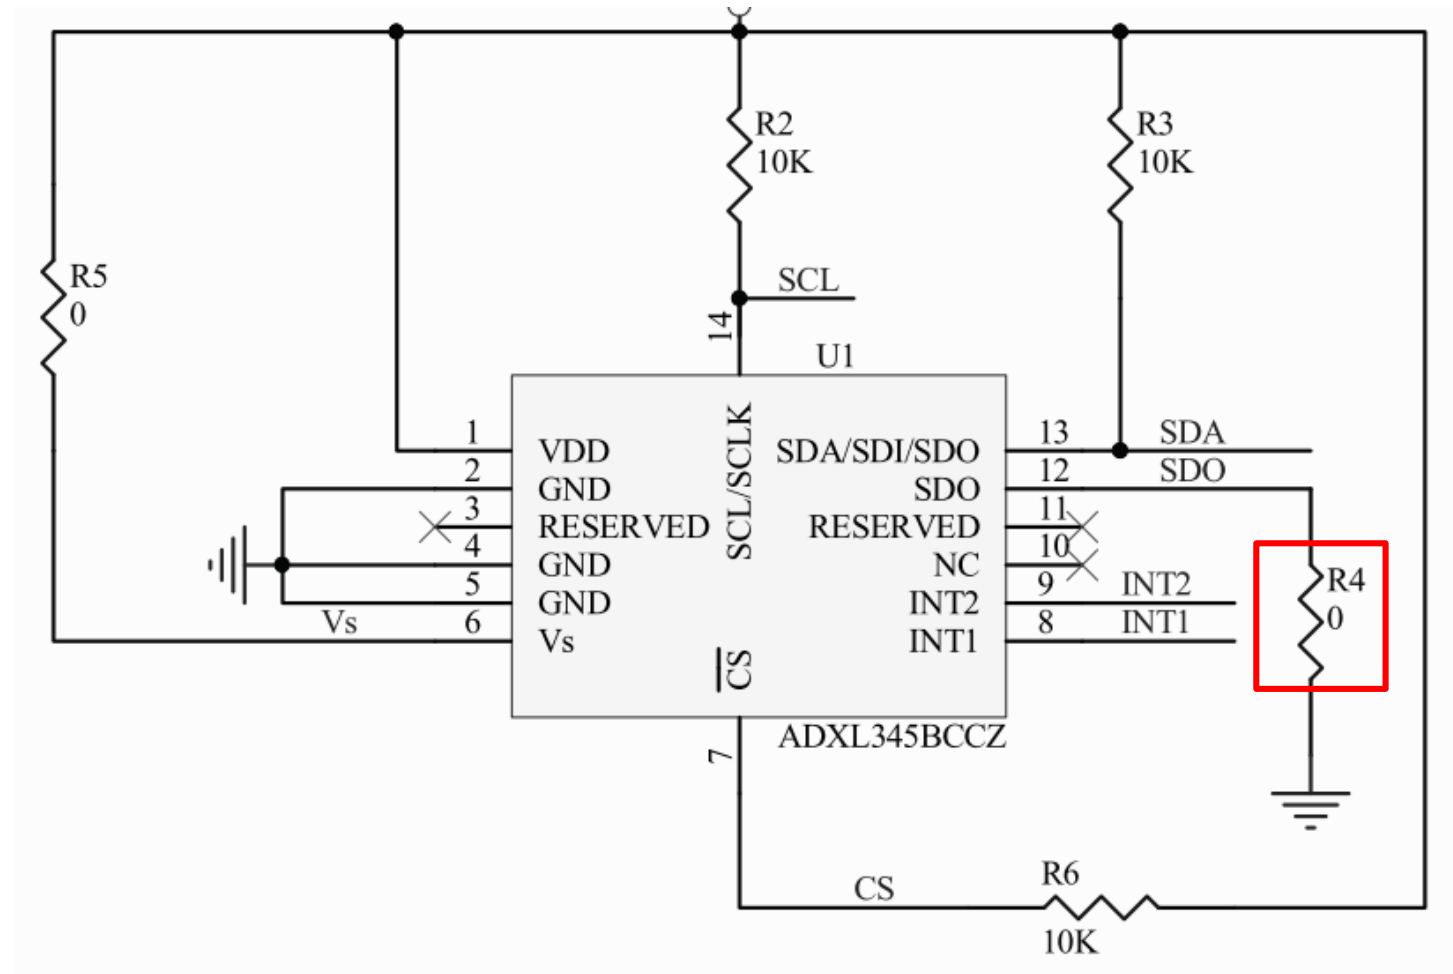 R2
10K
R3
10K
R5
0
SCL
14
U1
SCL/SCLK
1
VDD
2
GND
3
RESERVED
4
GND
5
GND
Vs
6
Vs
SDA/SDI/SDO
13
SDA
SDO
12
SDO
RESERVED
11
NC
10
INT2
9
INT2
INT1
8
INT1
R4
0
CS
ADXL345BCCZ
7
CS
R6
10K